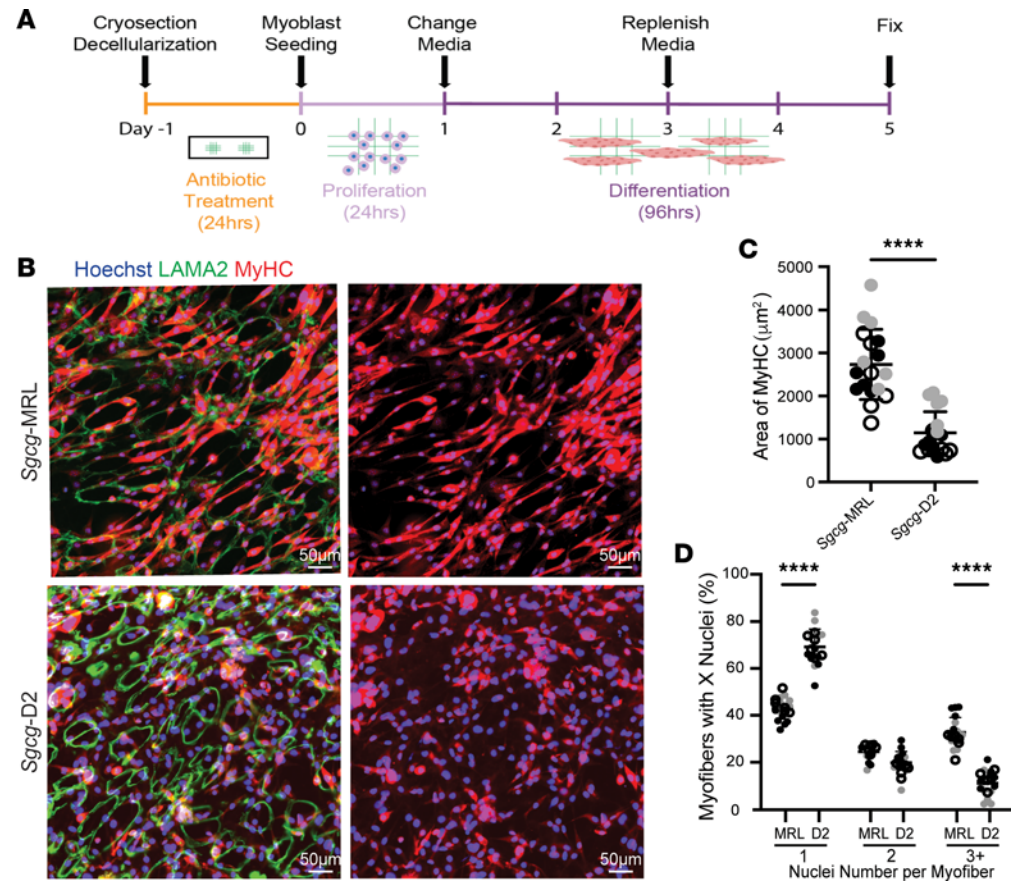 A
Cryosection
Decellularization
Myoblast
Seeding
Change
Media
Replenish
Media
Fix
Day -1
0
1
2
3
4
5
Antibiotic
Treatment
(24hrs)
Proliferation
(24hrs)
Differentiation
(96hrs)
B
Hoechst LAMA2 MyHC
Sgcg-MRL
50µm
50µm
Sgcg-D2
50µm
50µm
C
****
Area of MyHC (µm²)
5000
4000
3000
2000
1000
0
Sgcg-MRL
Sgcg-D2
D
****
****
Myofibers with X Nuclei (%)
100
80
60
40
20
0
MRL D2
MRL D2
MRL D2
1
2
3+
Nuclei Number per Myofiber